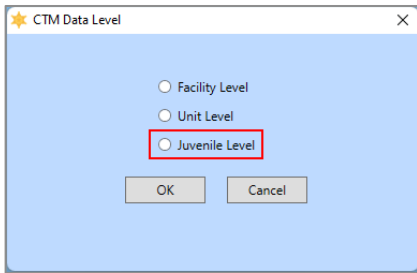 CTM Data Level
Facility Level
Unit Level
Juvenile Level
OK Cancel